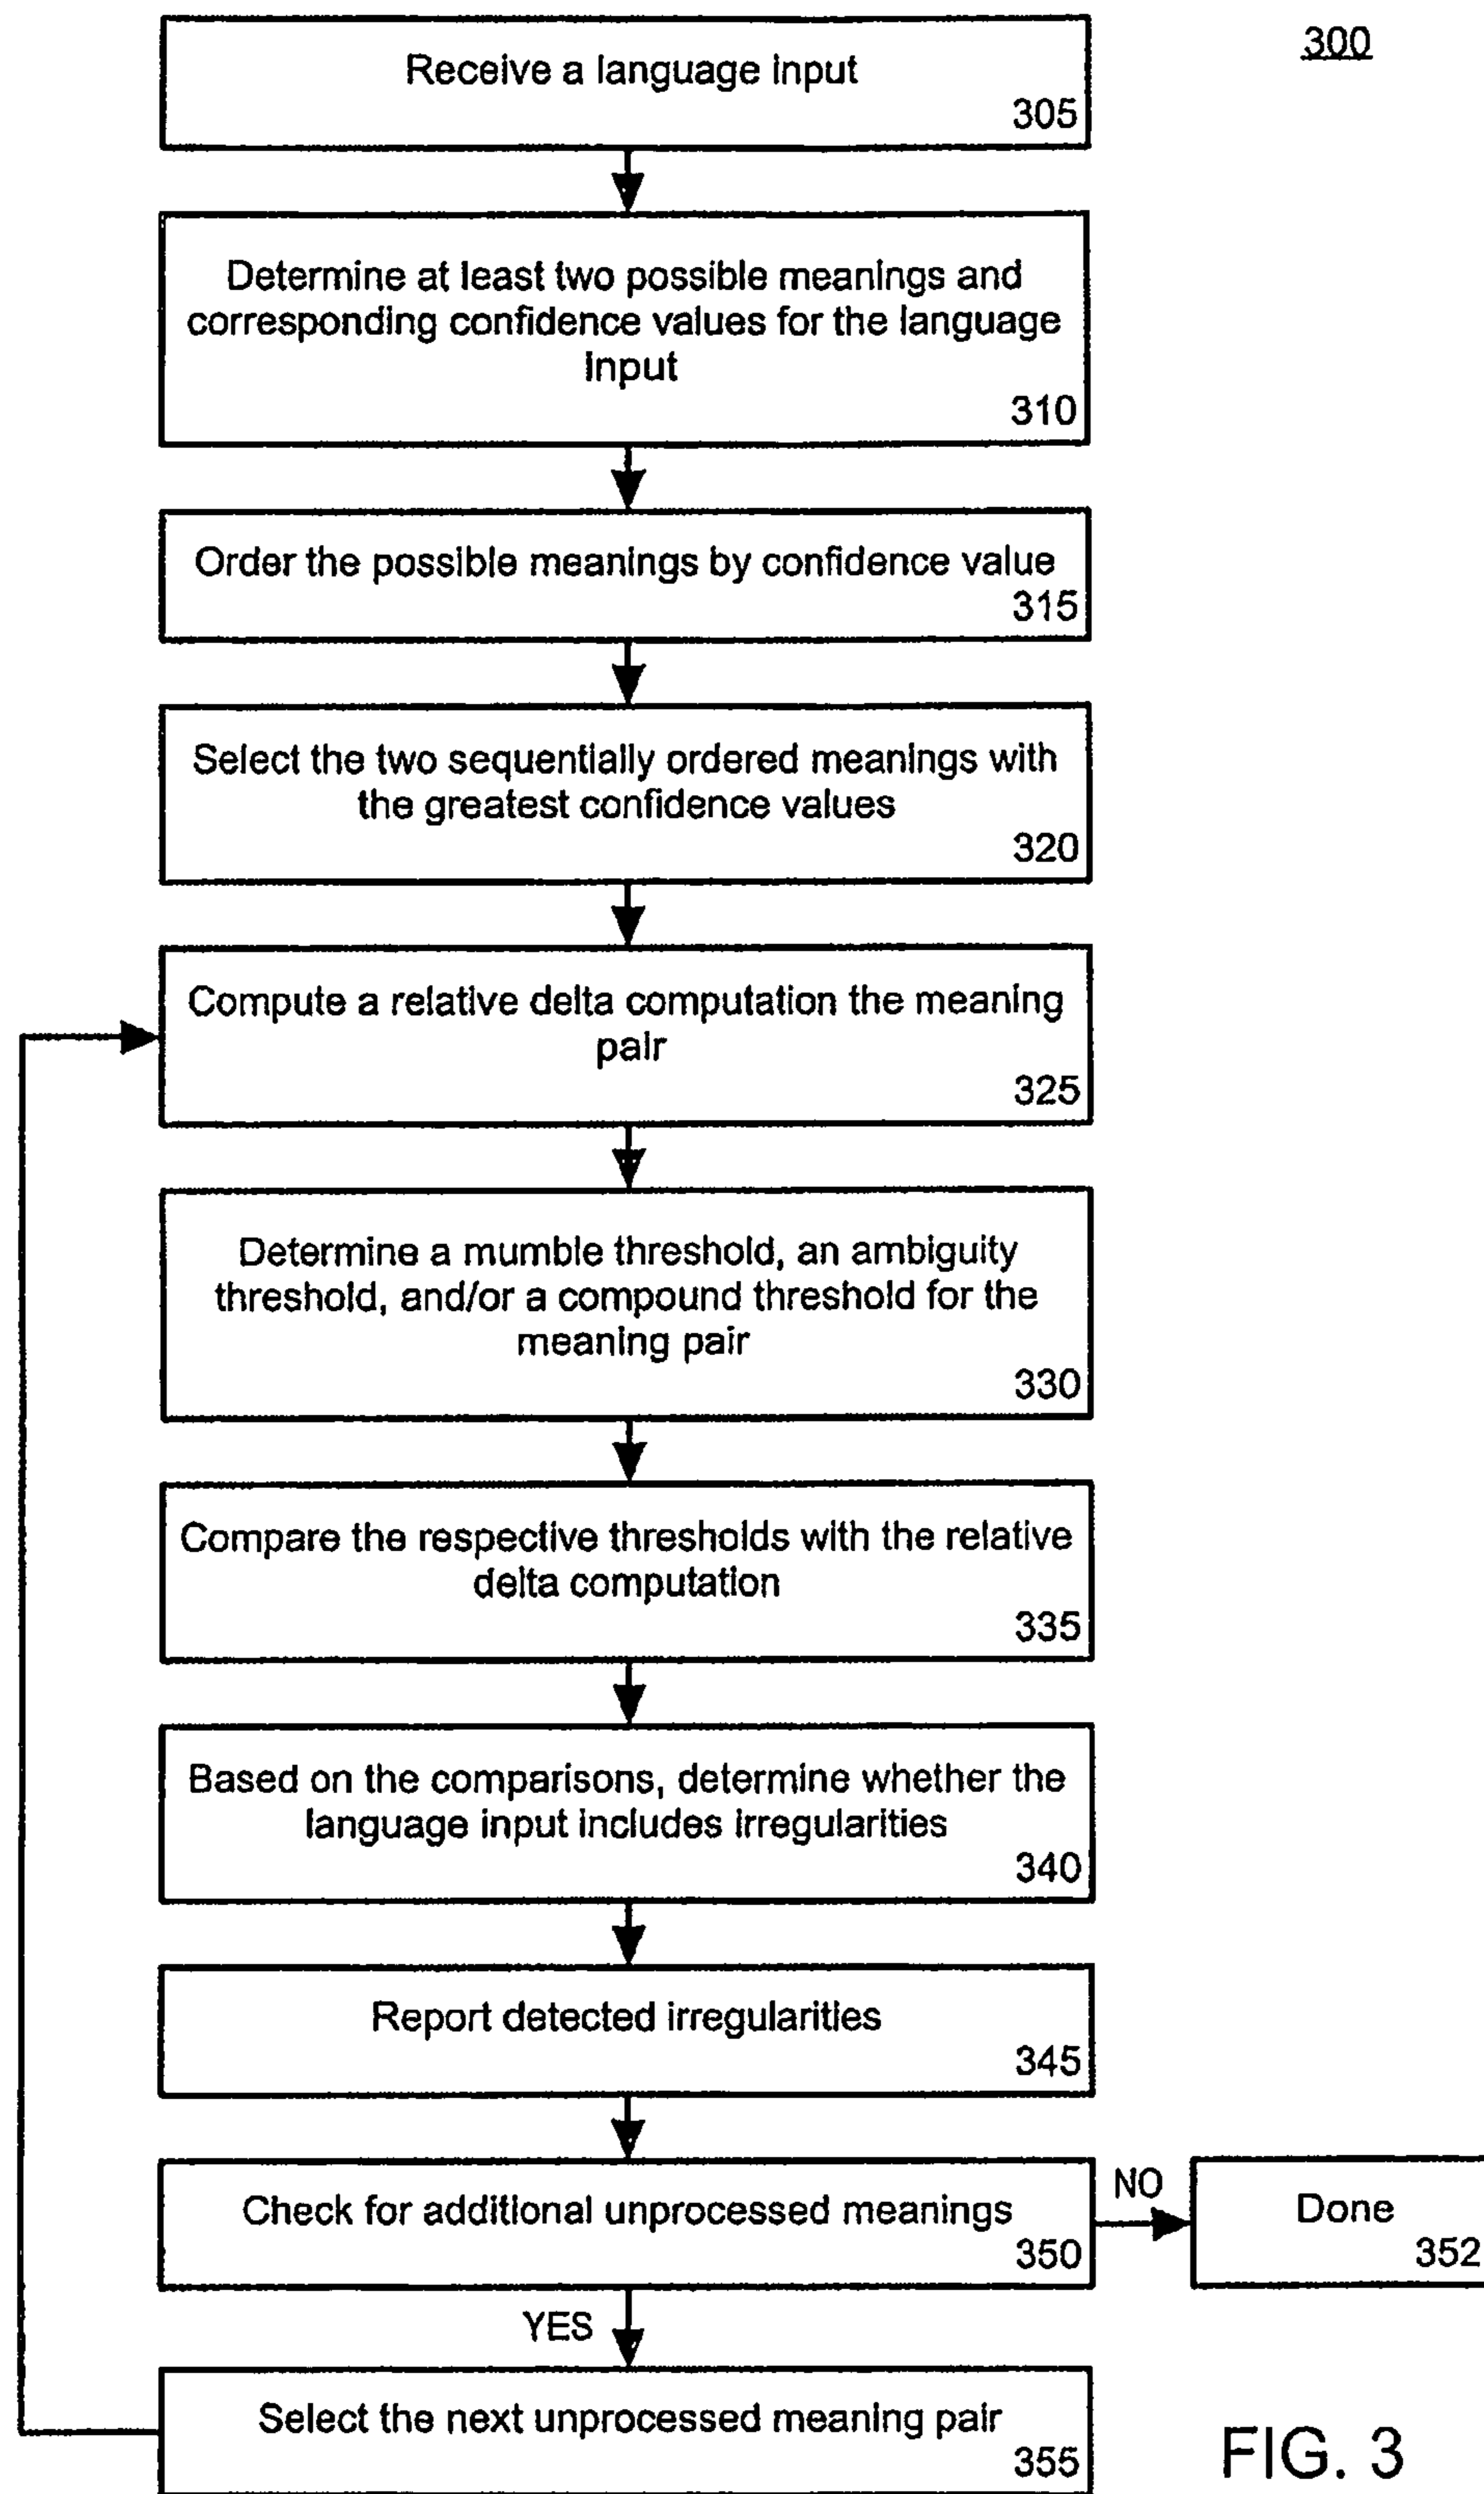 300
Receive a language input
305
Determine at least two possible meanings and
corresponding confidence values for the language
input
310
Order the possible meanings by confidence value
315
Select the two sequentially ordered meanings with
the greatest confidence values
320
Compute a relative delta computation the meaning
pair
325
Determine a mumble threshold, an ambiguity
threshold, and/or a compound threshold for the
meaning pair
330
Compare the respective thresholds with the relative
delta computation
335
Based on the comparisons, determine whether the
language input includes irregularities
340
Report detected irregularities
345
Check for additional unprocessed meanings
350
NO
Done
352
YES
Select the next unprocessed meaning pair
355
FIG. 3